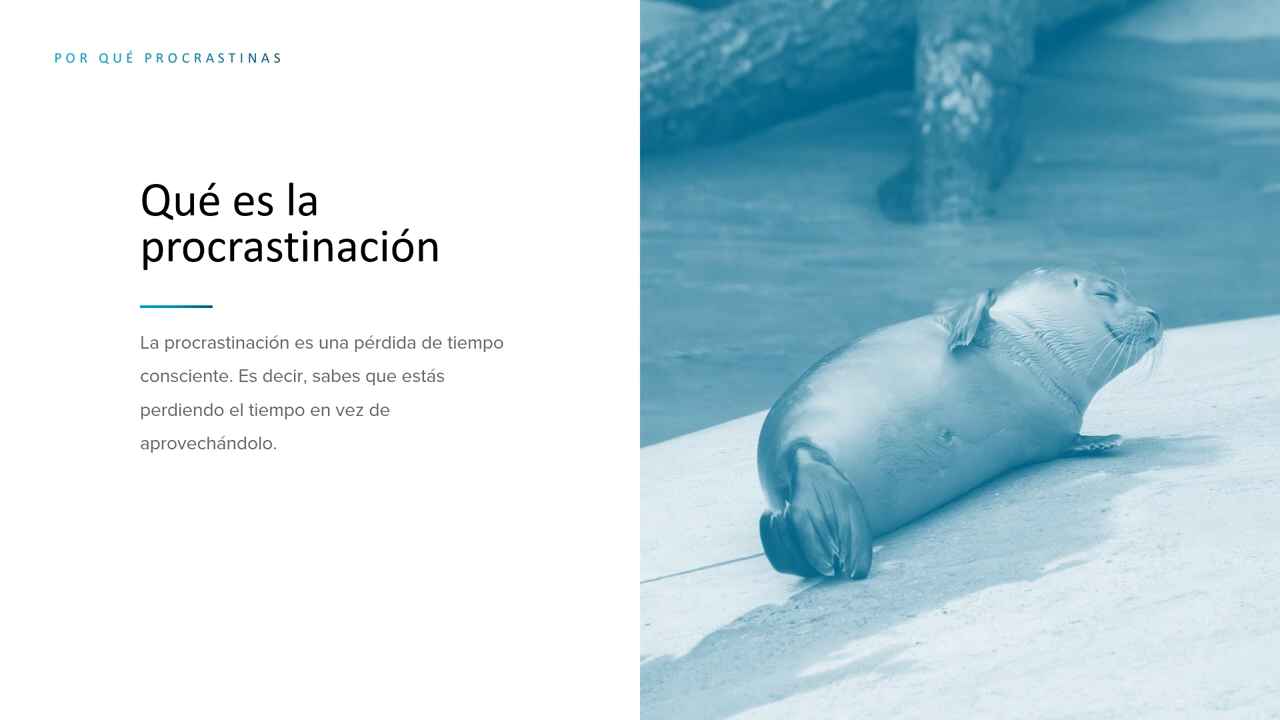 POR QUÉ PROCRASTINAS
Qué es la
procrastinación
La procrastinación es una pérdida de tiempo
consciente. Es decir, sabes que estás
perdiendo el tiempo en vez de
aprovechándolo.